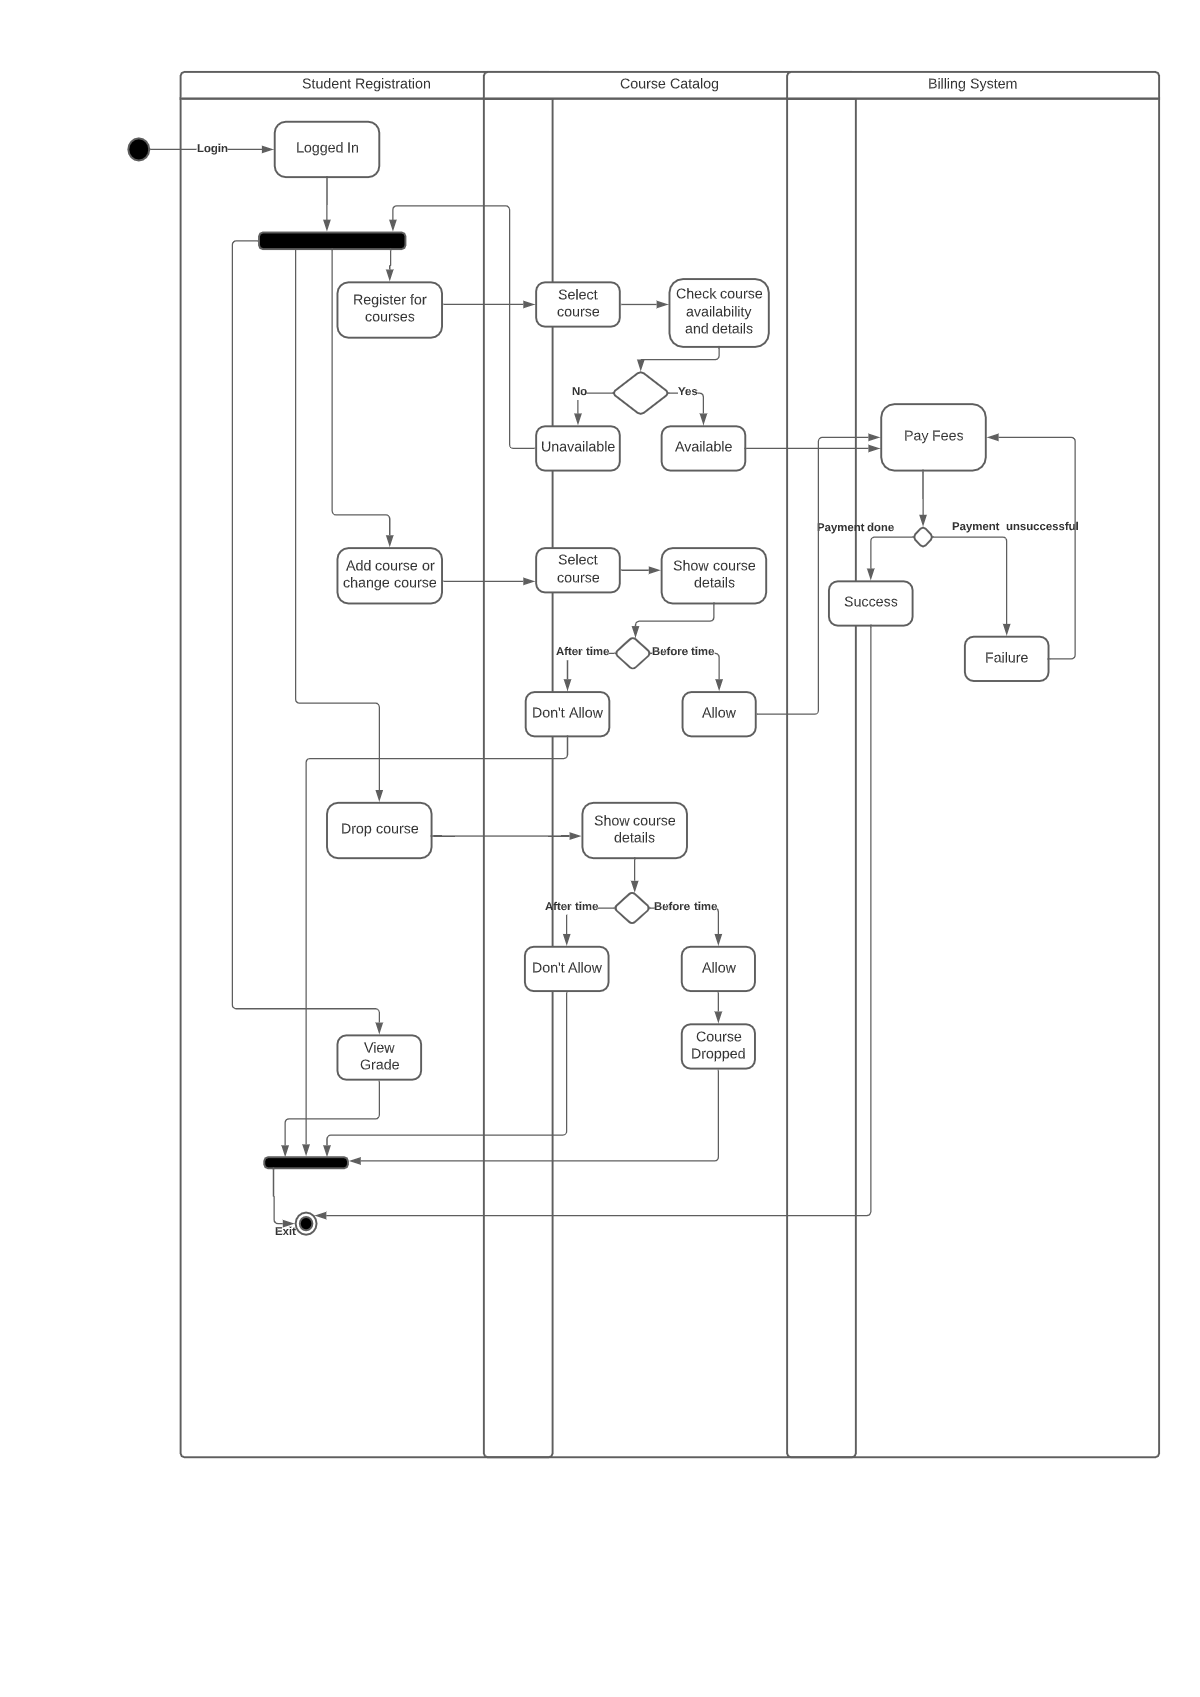 Student Registration
Course Catalog
Billing System
Login
Logged In
Register for
courses
Select
course
Check course
availability
and details
No
Yes
Unavailable
Available
Pay Fees
Payment done
Payment unsuccessful
Add course or
change course
Select
course
Show course
details
Success
Failure
After time
Before time
Don't Allow
Allow
Drop course
Show course
details
After time
Before time
Don't Allow
Allow
View
Grade
Course
Dropped
Exit